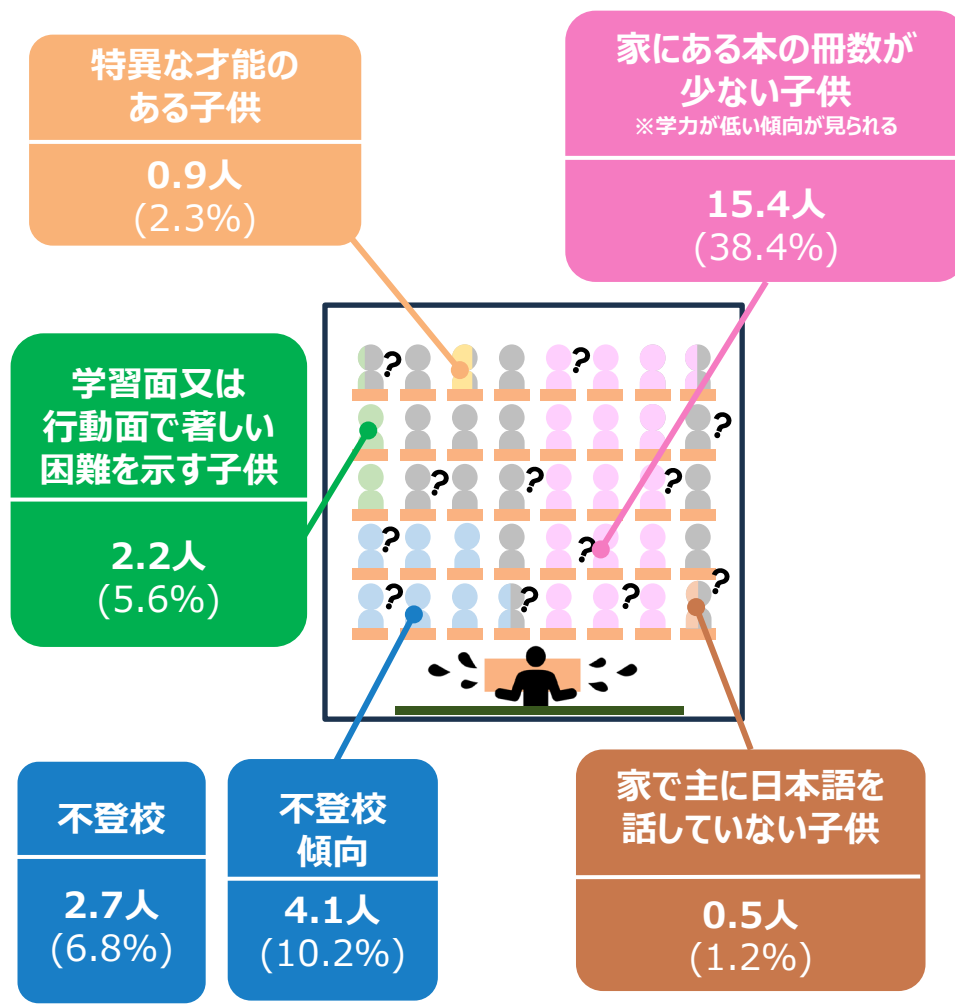 特異な才能の
ある子供
0.9人
(2.3%)
家にある本の冊数が
少ない子供
※学力が低い傾向が見られる
15.4人
(38.4%)
学習面又は
行動面で著しい
困難を示す子供
2.2人
(5.6%)
?
?
?
?
?
?
?
?
?
?
?
?
不登校
2.7人
(6.8%)
不登校
傾向
4.1人
(10.2%)
家で主に日本語を
話していない子供
0.5人
(1.2%)